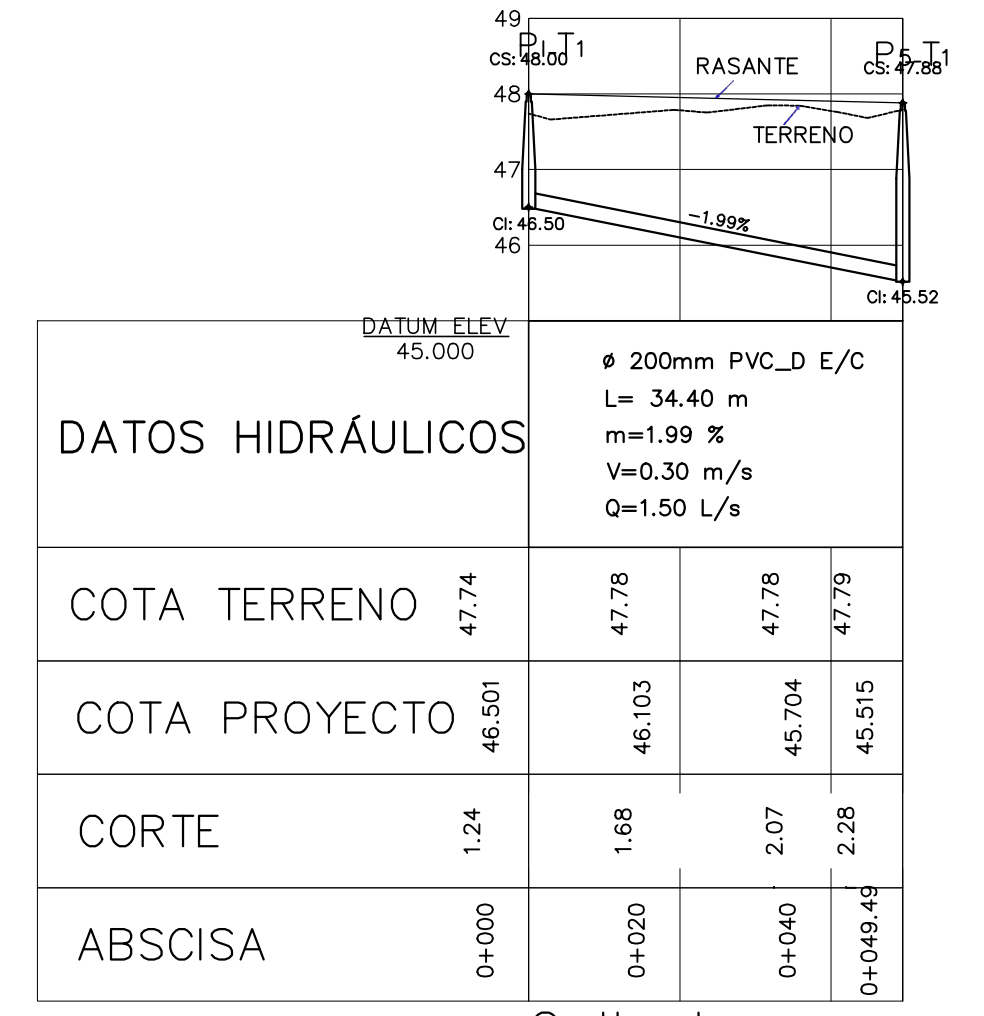 49
P1_T1
P5_T1
CS: 48.00
CS: 47.88
RASANTE
48
TERRENO
47
-1.99%
CI: 46.50
46
CI: 45.52
DATUM ELEV
45.000
Ø 200mm PVC_D E/C
L= 34.40 m
m=1.99 %
V=0.30 m/s
Q=1.50 L/s
DATOS HIDRÁULICOS
COTA TERRENO 47.74 47.78 47.78 47.79
COTA PROYECTO 46.501 46.103 45.704 45.515
CORTE 1.24 1.68 2.07 2.28
ABSCISA 0+000 0+020 0+040 0+049.49